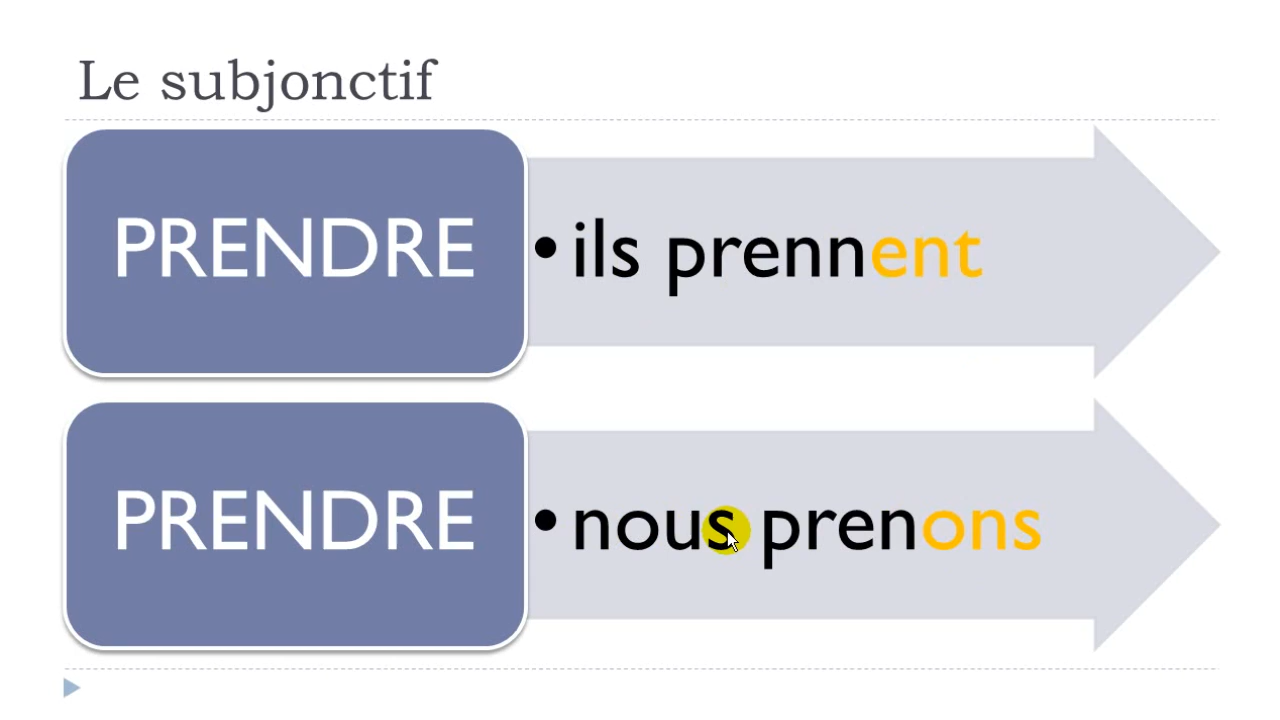 Le subjonctif
PRENDRE
• ils prennent
PRENDRE
• nous prenons